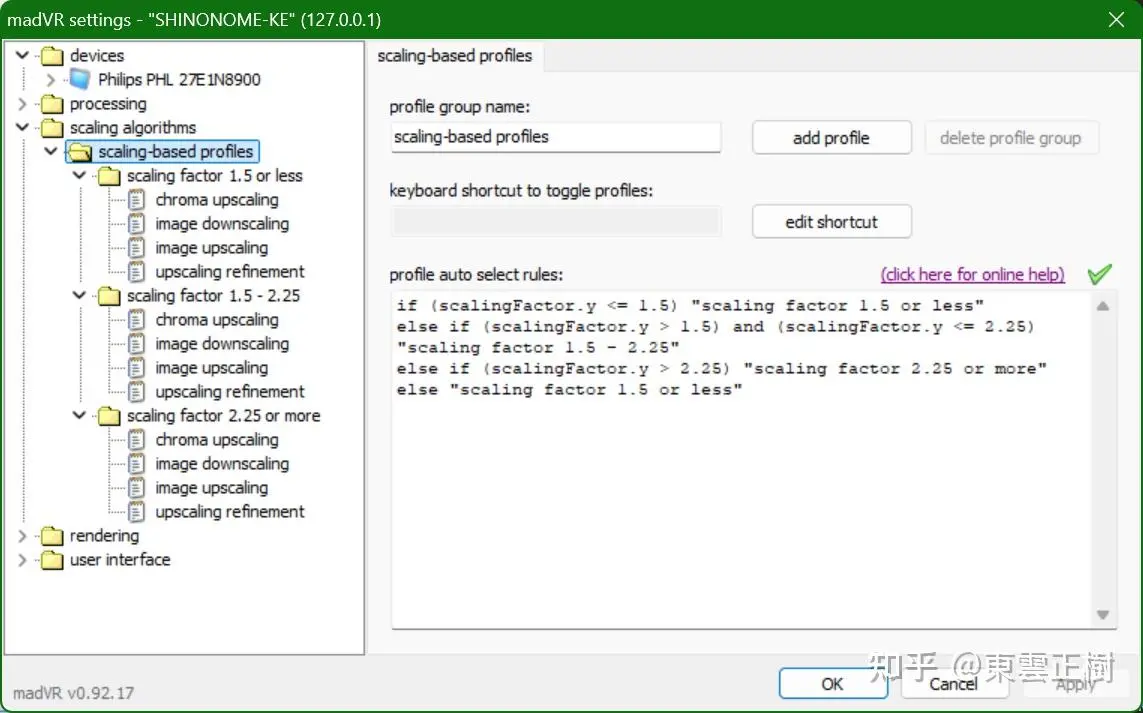 madVR settings - "SHINONOME-KE" (127.0.0.1)
devices
Philips PHL 27E1N8900
processing
scaling algorithms
scaling-based profiles
scaling factor 1.5 or less
chroma upscaling
image downscaling
image upscaling
upscaling refinement
scaling factor 1.5 - 2.25
chroma upscaling
image downscaling
image upscaling
upscaling refinement
scaling factor 2.25 or more
chroma upscaling
image downscaling
image upscaling
upscaling refinement
rendering
user interface
scaling-based profiles
profile group name:
scaling-based profiles
add profile
delete profile group
keyboard shortcut to toggle profiles:
edit shortcut
profile auto select rules:
(click here for online help)
if (scalingFactor.y <= 1.5) "scaling factor 1.5 or less"
else if (scalingFactor.y > 1.5) and (scalingFactor.y <= 2.25)
"scaling factor 1.5 - 2.25"
else if (scalingFactor.y > 2.25) "scaling factor 2.25 or more"
else "scaling factor 1.5 or less"
madVR v0.92.17
OK
Cancel
Apply
知乎 @東雲正樹